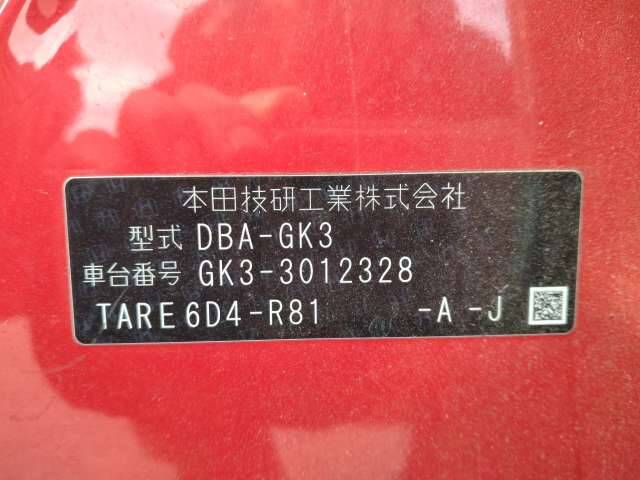 本田技研工業株式会社
型式 DBA-GK3
車台番号 GK3-3012328
TARE6D4-R81 -A -J